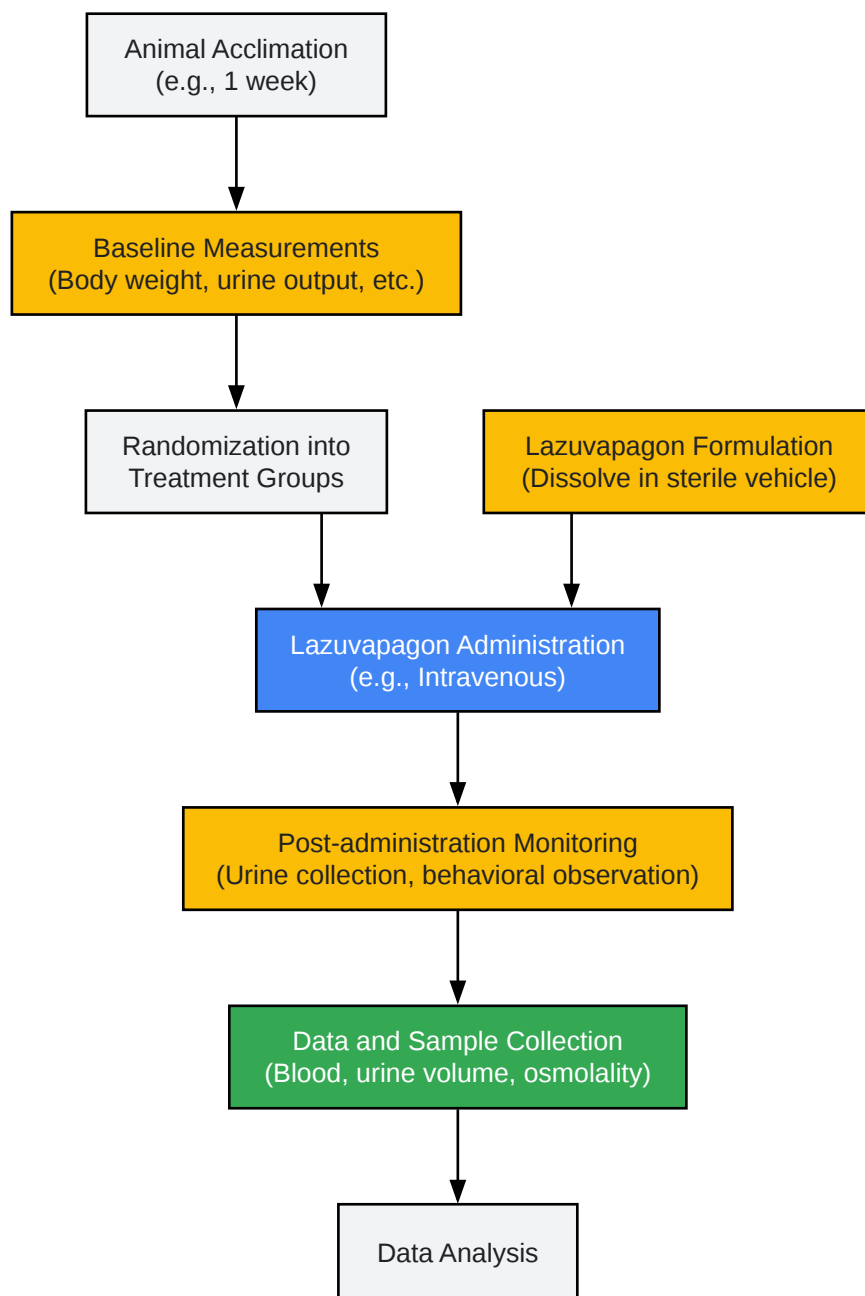 Animal Acclimation
(e.g., 1 week)
Baseline Measurements
(Body weight, urine output, etc.)
Randomization into
Treatment Groups
Lazuvapagon Formulation
(Dissolve in sterile vehicle)
Lazuvapagon Administration
(e.g., Intravenous)
Post-administration Monitoring
(Urine collection, behavioral observation)
Data and Sample Collection
(Blood, urine volume, osmolality)
Data Analysis